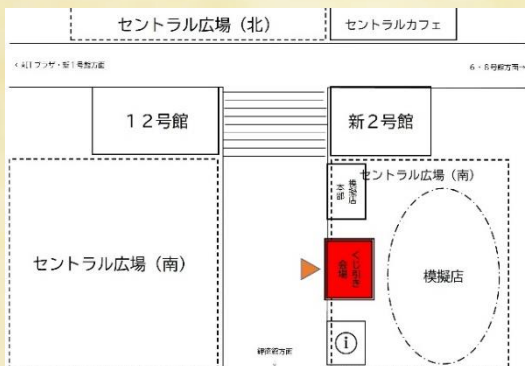 セントラル広場（北）
セントラルカフェ
６・８号館方面→
１２号館
新２号館
セントラル広場（南）
模擬店
本部
セントラル広場（南）
くじ引き
会場
模擬店
i